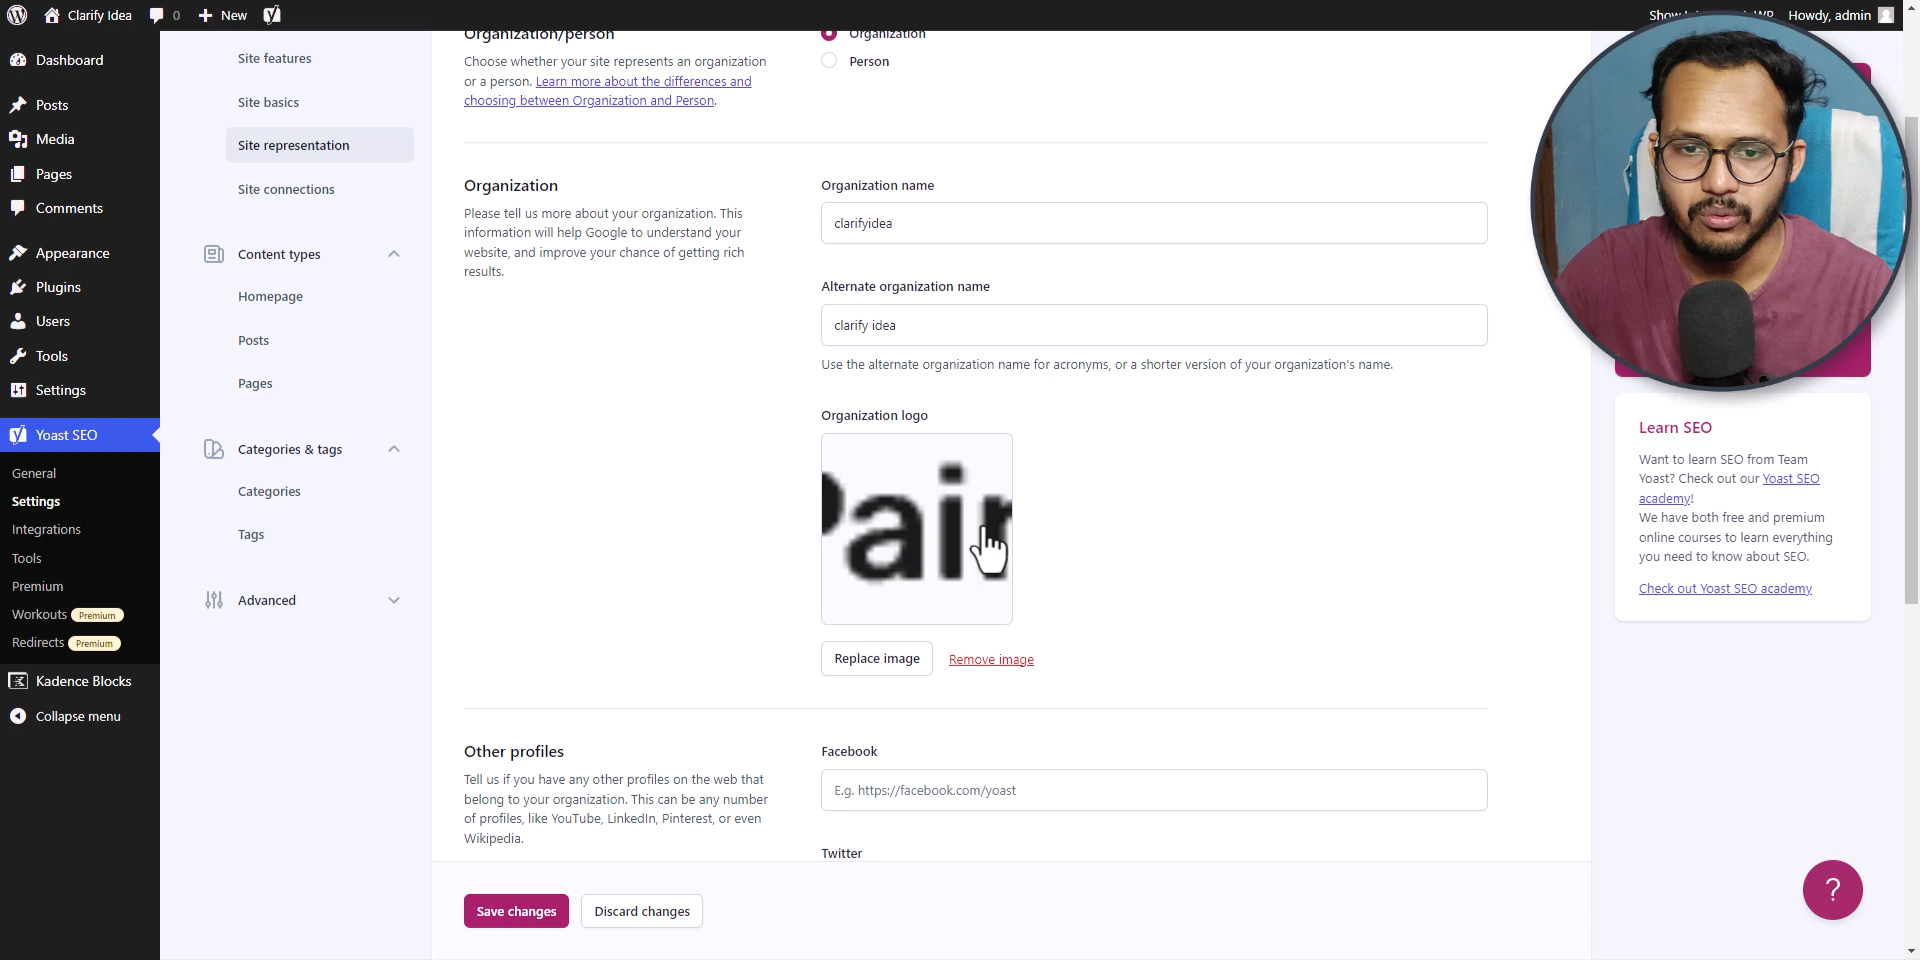 Clarify Idea
0
New
Howdy, admin
Dashboard
Posts
Media
Pages
Comments
Appearance
Plugins
Users
Tools
Settings
Yoast SEO
General
Settings
Integrations
Tools
Premium
Workouts Premium
Redirects Premium
Kadence Blocks
Collapse menu
Site features
Site basics
Site representation
Site connections
Content types
Homepage
Posts
Pages
Categories & tags
Categories
Tags
Advanced
Organization/person
Choose whether your site represents an organization
or a person. Learn more about the differences and
choosing between Organization and Person.
Organization
Person
Organization
Please tell us more about your organization. This
information will help Google to understand your
website, and improve your chance of getting rich
results.
Organization name
clarifyidea
Alternate organization name
clarify idea
Use the alternate organization name for acronyms, or a shorter version of your organization's name.
Organization logo
Replace image
Remove image
Other profiles
Tell us if you have any other profiles on the web that
belong to your organization. This can be any number
of profiles, like YouTube, LinkedIn, Pinterest, or even
Wikipedia.
Facebook
E.g. https://facebook.com/yoast
Twitter
Save changes
Discard changes
Learn SEO
Want to learn SEO from Team
Yoast? Check out our Yoast SEO
academy!
We have both free and premium
online courses to learn everything
you need to know about SEO.
Check out Yoast SEO academy
?